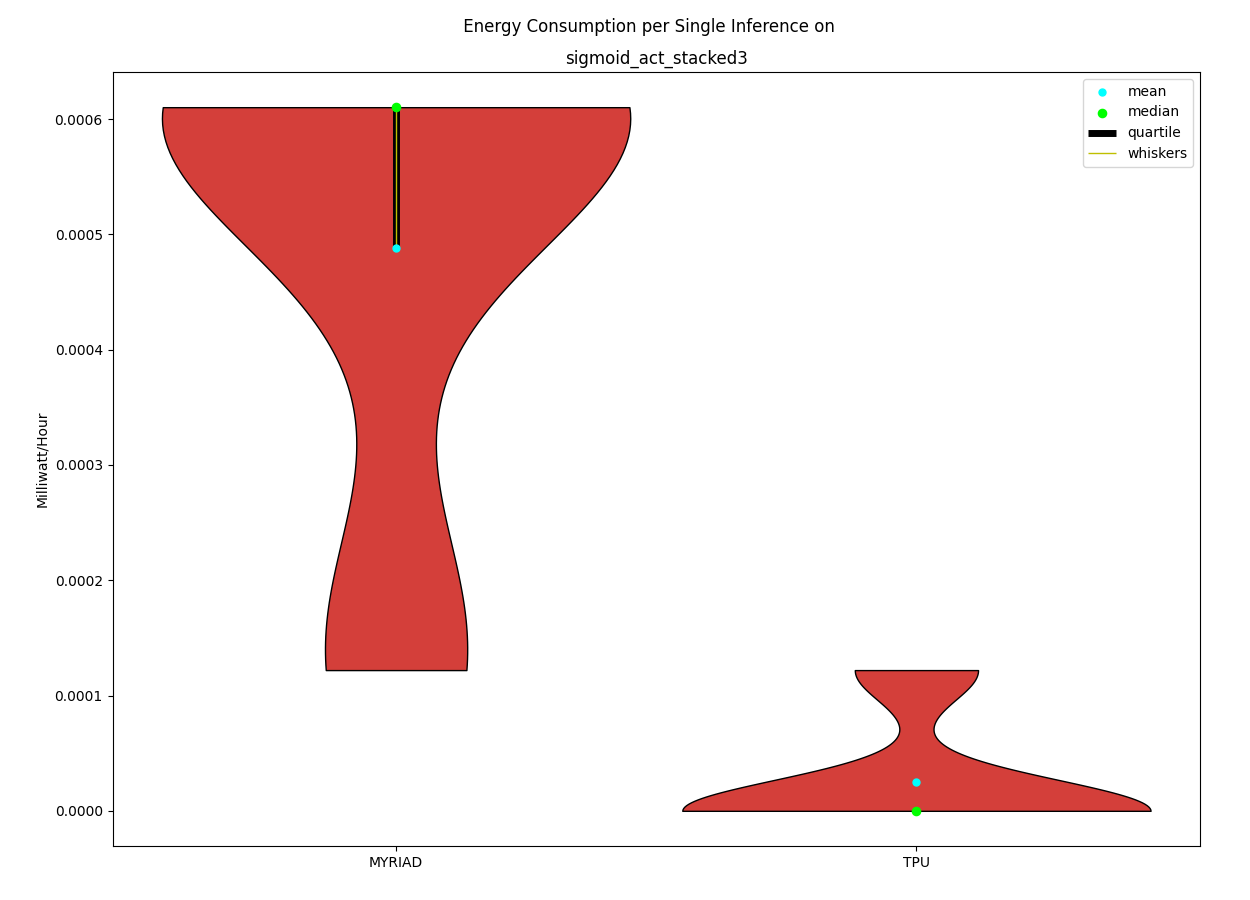 Energy Consumption per Single Inference on
sigmoid_act_stacked3
mean
median
quartile
whiskers
0.0006
0.0005
0.0004
0.0003
0.0002
0.0001
0.0000
Milliwatt/Hour
MYRIAD
TPU